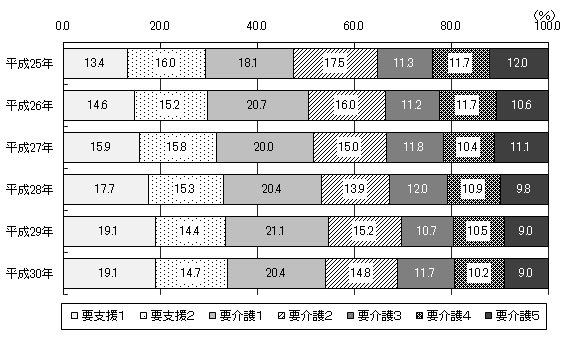 (%)
0.0 20.0 40.0 60.0 80.0 100.0
平成25年 13.4 16.0 18.1 17.5 11.3 11.7 12.0
平成26年 14.6 15.2 20.7 16.0 11.2 11.7 10.6
平成27年 15.9 15.8 20.0 15.0 11.8 10.4 11.1
平成28年 17.7 15.3 20.4 13.9 12.0 10.9 9.8
平成29年 19.1 14.4 21.1 15.2 10.7 10.5 9.0
平成30年 19.1 14.7 20.4 14.8 11.7 10.2 9.0
要支援1 要支援2 要介護1 要介護2 要介護3 要介護4 要介護5